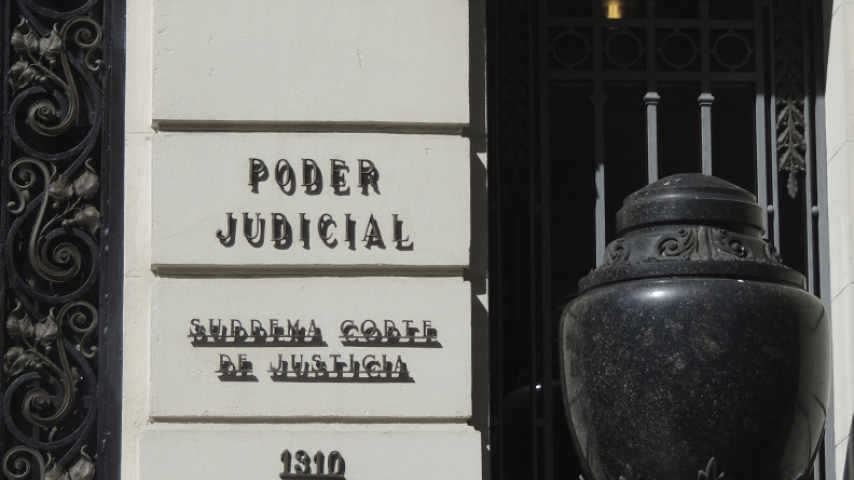 PODER
JUDICIAL
SUPREMA CORTE
DE JUSTICIA
1310